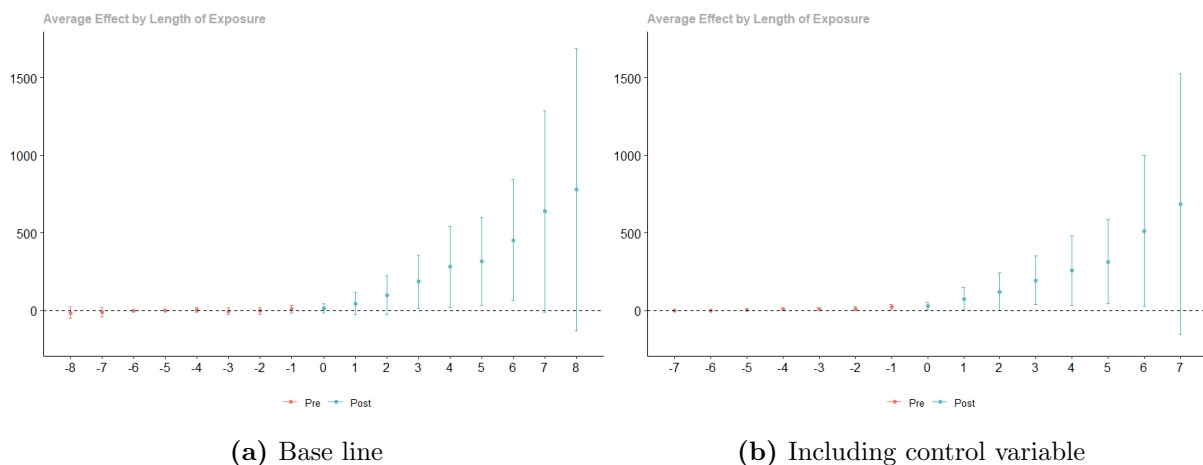 Average Effect by Length of Exposure
1500
1000
500
0
-8 -7 -6 -5 -4 -3 -2 -1 0 1 2 3 4 5 6 7 8
Pre Post
(a) Base line
Average Effect by Length of Exposure
1500
1000
500
0
-7 -6 -5 -4 -3 -2 -1 0 1 2 3 4 5 6 7
Pre Post
(b) Including control variable